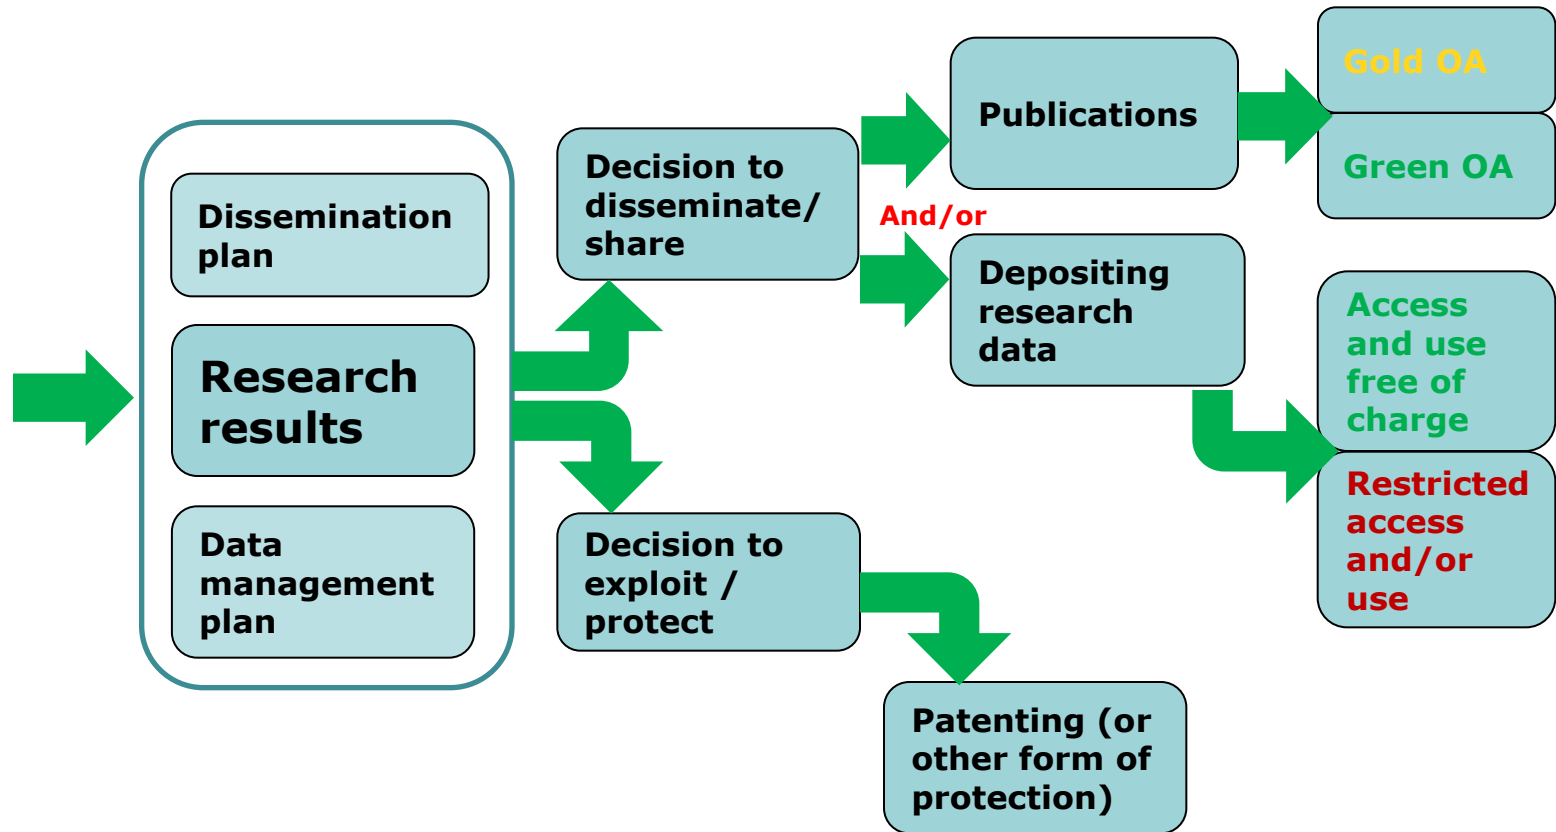 Dissemination
plan
Research
results
Data
management
plan
Decision to
disseminate/
share
And/or
Decision to
exploit /
protect
Publications
Depositing
research
data
Patenting (or
other form of
protection)
Gold OA
Green OA
Access
and use
free of
charge
Restricted
access
and/or
use